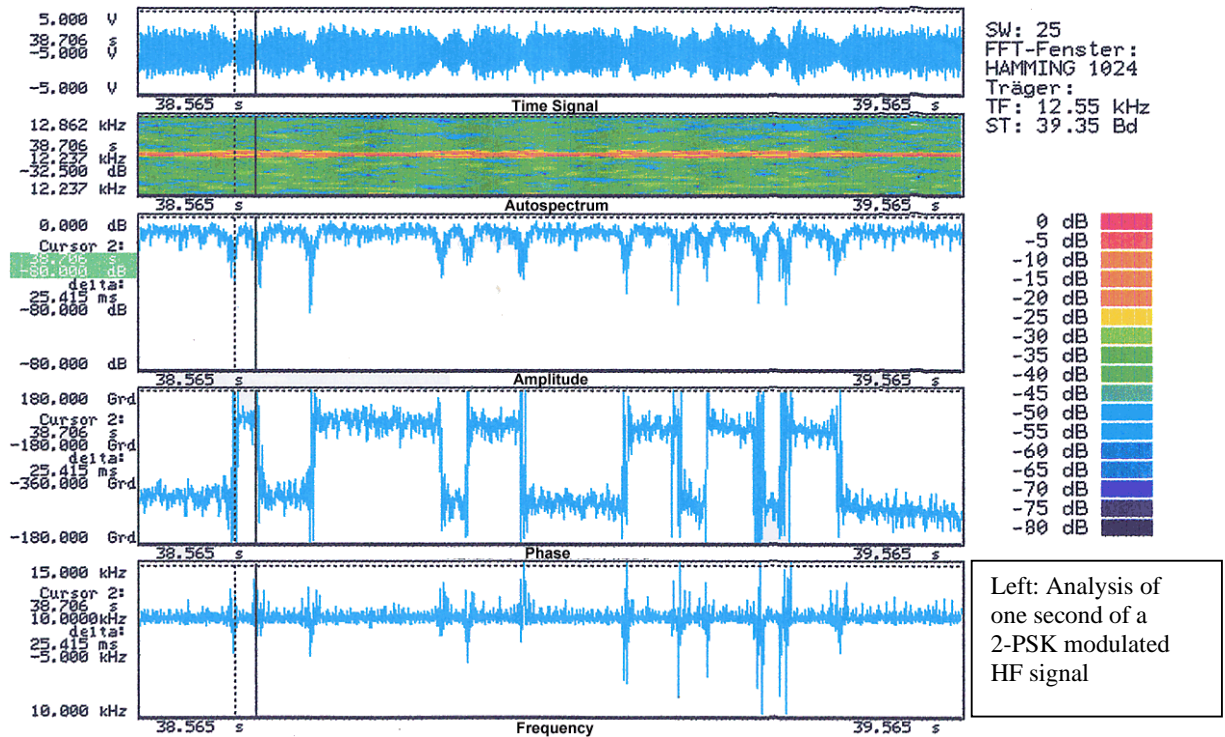 5.000 V
38.706 s
-5.000 V
-5.000 V
38.565 s
Time Signal
39.565 s
12.862 kHz
38.706 s
12.237 kHz
-32.500 dB
12.237 kHz
38.565 s
Autospectrum
39.565 s
0.000 dB
Cursor 2:
38.706 s
-80.000 dB
delta:
25.415 ms
-80.000 dB
-80.000 dB
38.565 s
Amplitude
39.565 s
180.000 Grd
Cursor 2:
38.706 s
-180.000 Grd
delta:
25.415 ms
-360.000 Grd
-180.000 Grd
38.565 s
Phase
39.565 s
15.000 kHz
Cursor 2:
38.706 s
10.0000kHz
delta:
25.415 ms
-5.000 kHz
10.000 kHz
38.565 s
Frequency
39.565 s
SW: 25
FFT-Fenster:
HAMMING 1024
Träger:
TF: 12.55 kHz
ST: 39.35 Bd
0 dB
-5 dB
-10 dB
-15 dB
-20 dB
-25 dB
-30 dB
-35 dB
-40 dB
-45 dB
-50 dB
-55 dB
-60 dB
-65 dB
-70 dB
-75 dB
-80 dB
Left: Analysis of
one second of a
2-PSK modulated
HF signal